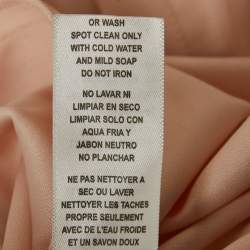 OR WASH
SPOT CLEAN ONLY
WITH COLD WATER
AND MILD SOAP
DO NOT IRON
NO LAVAR NI
LIMPIAR EN SECO
LIMPIAR SOLO CON
AQUA FRIA Y
JABON NEUTRO
NO PLANCHAR
NE PAS NETTOYER A
SEC OU LAVER
NETTOYER LES TACHES
PROPRE SEULEMENT
AVEC DE L'EAU FROIDE
ET UN SAVON DOUX